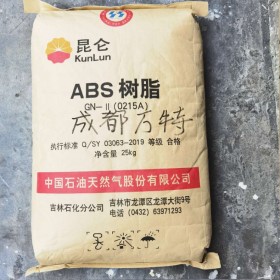 昆仑
KunLun
ABS 树脂
GN-Ⅱ(0215A)
成都方特
执行标准 Q/SY 03063-2019 等级 合格
净含量 25kg
中国石油天然气股份有限公司
吉林石化分公司 吉林市龙潭区龙潭大街9号
电话 (0432) 63971293